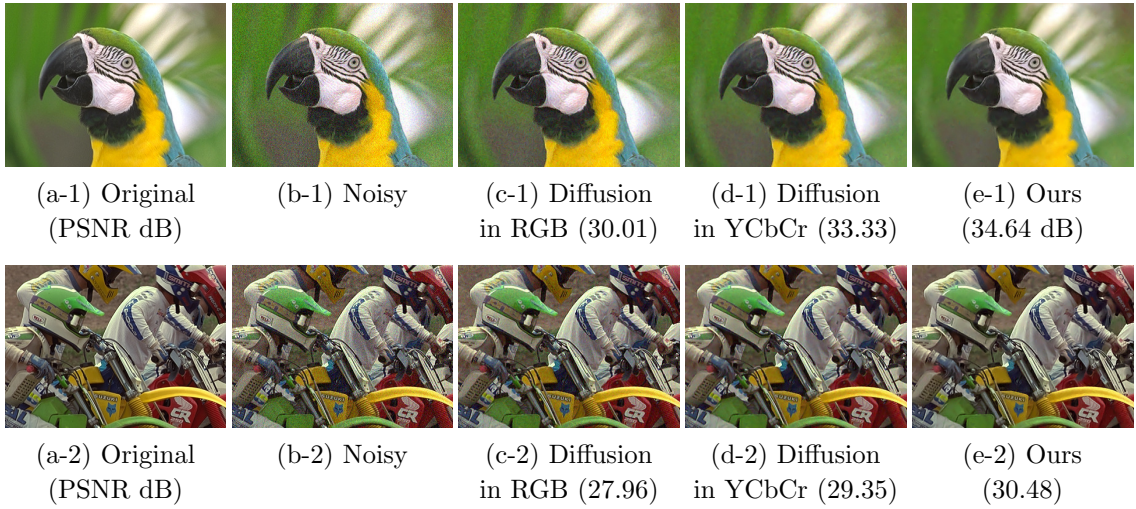 (a-1) Original
(PSNR dB)
(b-1) Noisy
(c-1) Diffusion
in RGB (30.01)
(d-1) Diffusion
in YCbCr (33.33)
(e-1) Ours
(34.64 dB)
(a-2) Original
(PSNR dB)
(b-2) Noisy
(c-2) Diffusion
in RGB (27.96)
(d-2) Diffusion
in YCbCr (29.35)
(e-2) Ours
(30.48)